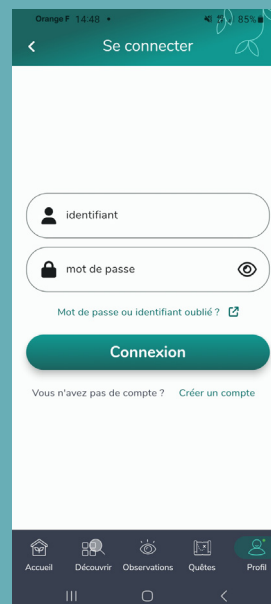 Orange F 14:48 • 85%
Se connecter
identifiant
mot de passe
Mot de passe ou identifiant oublié ?
Connexion
Vous n'avez pas de compte ? Créer un compte
Accueil Découvrir Observations Quêtes Profil